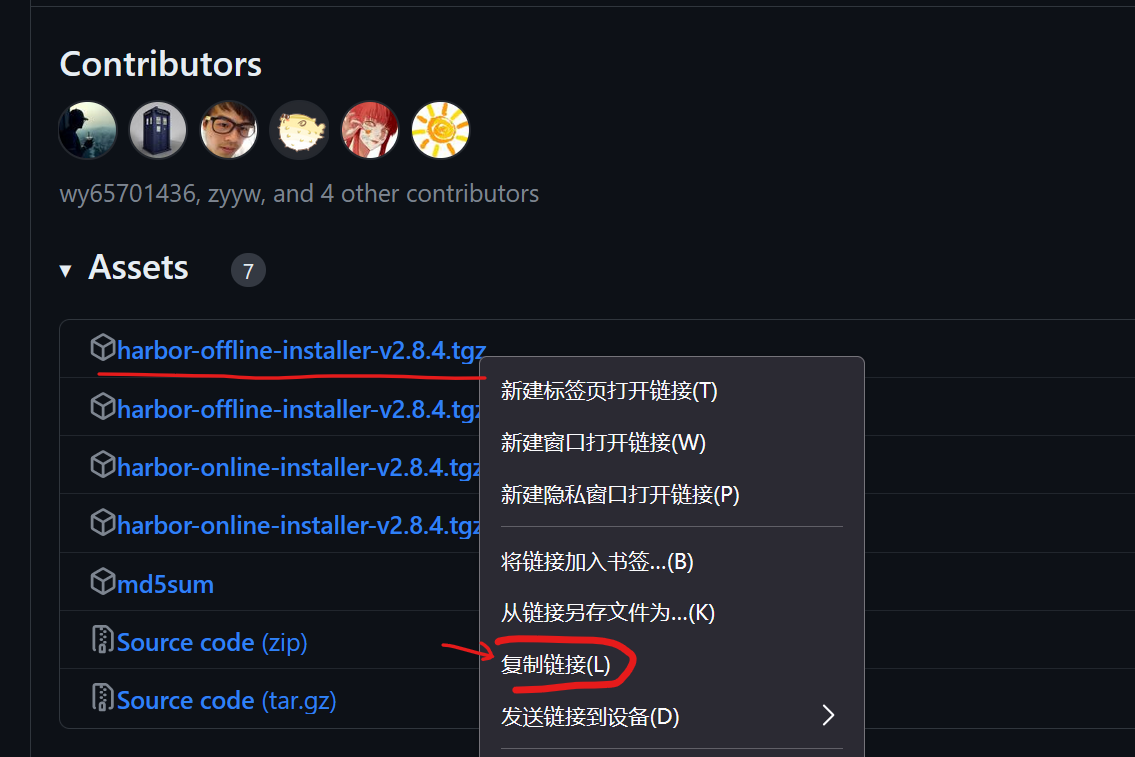 Contributors
wy65701436, zyyw, and 4 other contributors
Assets 7
harbor-offline-installer-v2.8.4.tgz
harbor-offline-installer-v2.8.4.tgz
harbor-online-installer-v2.8.4.tgz
harbor-online-installer-v2.8.4.tgz
md5sum
Source code (zip)
Source code (tar.gz)
新建标签页打开链接(T)
新建窗口打开链接(W)
新建隐私窗口打开链接(P)
将链接加入书签...(B)
从链接另存文件为...(K)
复制链接(L)
发送链接到设备(D)